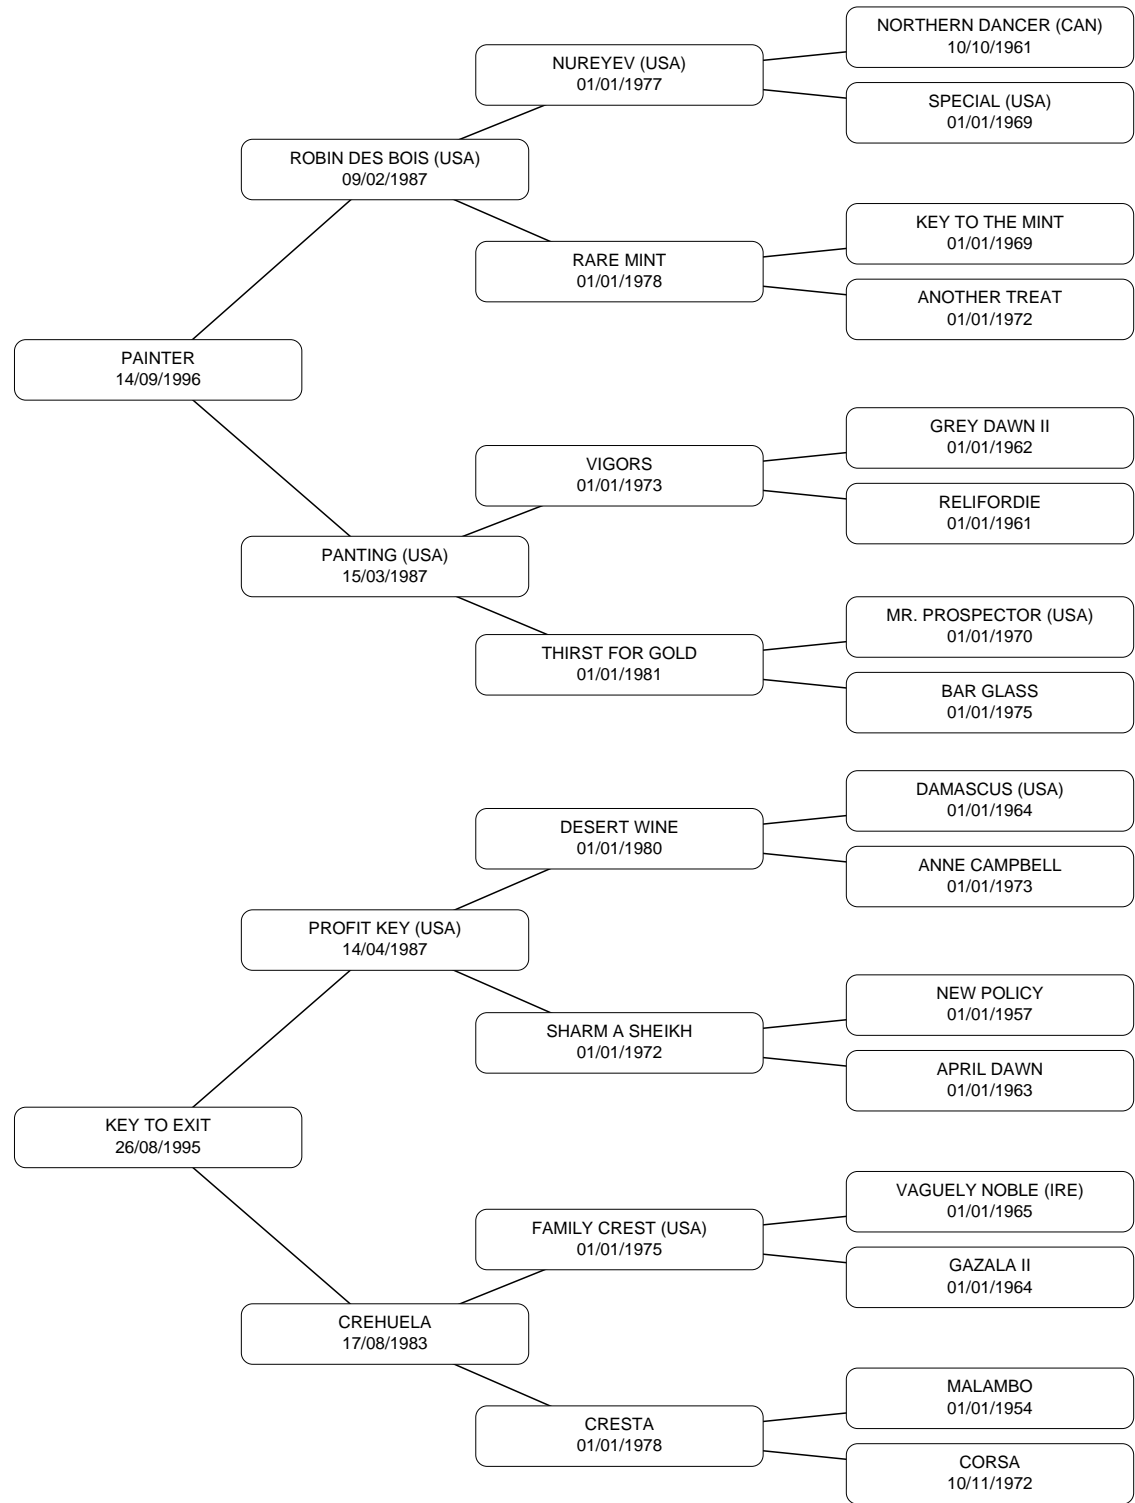 NORTHERN DANCER (CAN)
10/10/1961
NUREYEV (USA)
01/01/1977
SPECIAL (USA)
01/01/1969
ROBIN DES BOIS (USA)
09/02/1987
KEY TO THE MINT
01/01/1969
RARE MINT
01/01/1978
ANOTHER TREAT
01/01/1972
PAINTER
14/09/1996
GREY DAWN II
01/01/1962
VIGORS
01/01/1973
RELIFORDIE
01/01/1961
PANTING (USA)
15/03/1987
MR. PROSPECTOR (USA)
01/01/1970
THIRST FOR GOLD
01/01/1981
BAR GLASS
01/01/1975
DAMASCUS (USA)
01/01/1964
DESERT WINE
01/01/1980
ANNE CAMPBELL
01/01/1973
PROFIT KEY (USA)
14/04/1987
NEW POLICY
01/01/1957
SHARM A SHEIKH
01/01/1972
APRIL DAWN
01/01/1963
KEY TO EXIT
26/08/1995
VAGUELY NOBLE (IRE)
01/01/1965
FAMILY CREST (USA)
01/01/1975
GAZALA II
01/01/1964
CREHUELA
17/08/1983
MALAMBO
01/01/1954
CRESTA
01/01/1978
CORSA
10/11/1972